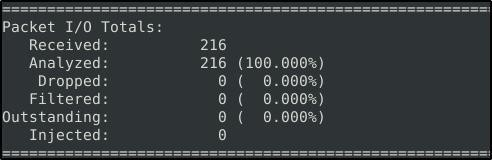 ===============================================================================
Packet I/O Totals:
   Received:          216
   Analyzed:          216 (100.000%)
    Dropped:            0 (  0.000%)
   Filtered:            0 (  0.000%)
Outstanding:            0 (  0.000%)
   Injected:            0
===============================================================================